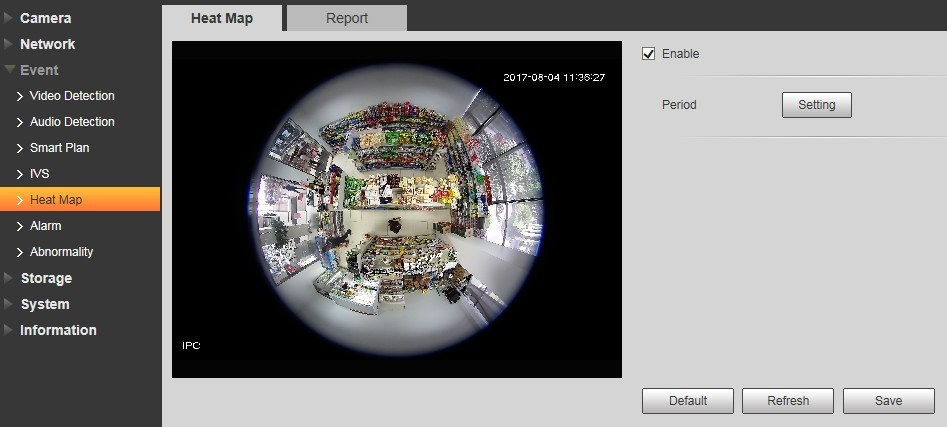 Camera
Network
Event
Video Detection
Audio Detection
Smart Plan
IVS
Heat Map
Alarm
Abnormality
Storage
System
Information
Heat Map
Report
2017-08-04 11:36:27
IPC
Enable
Period
Setting
Default
Refresh
Save